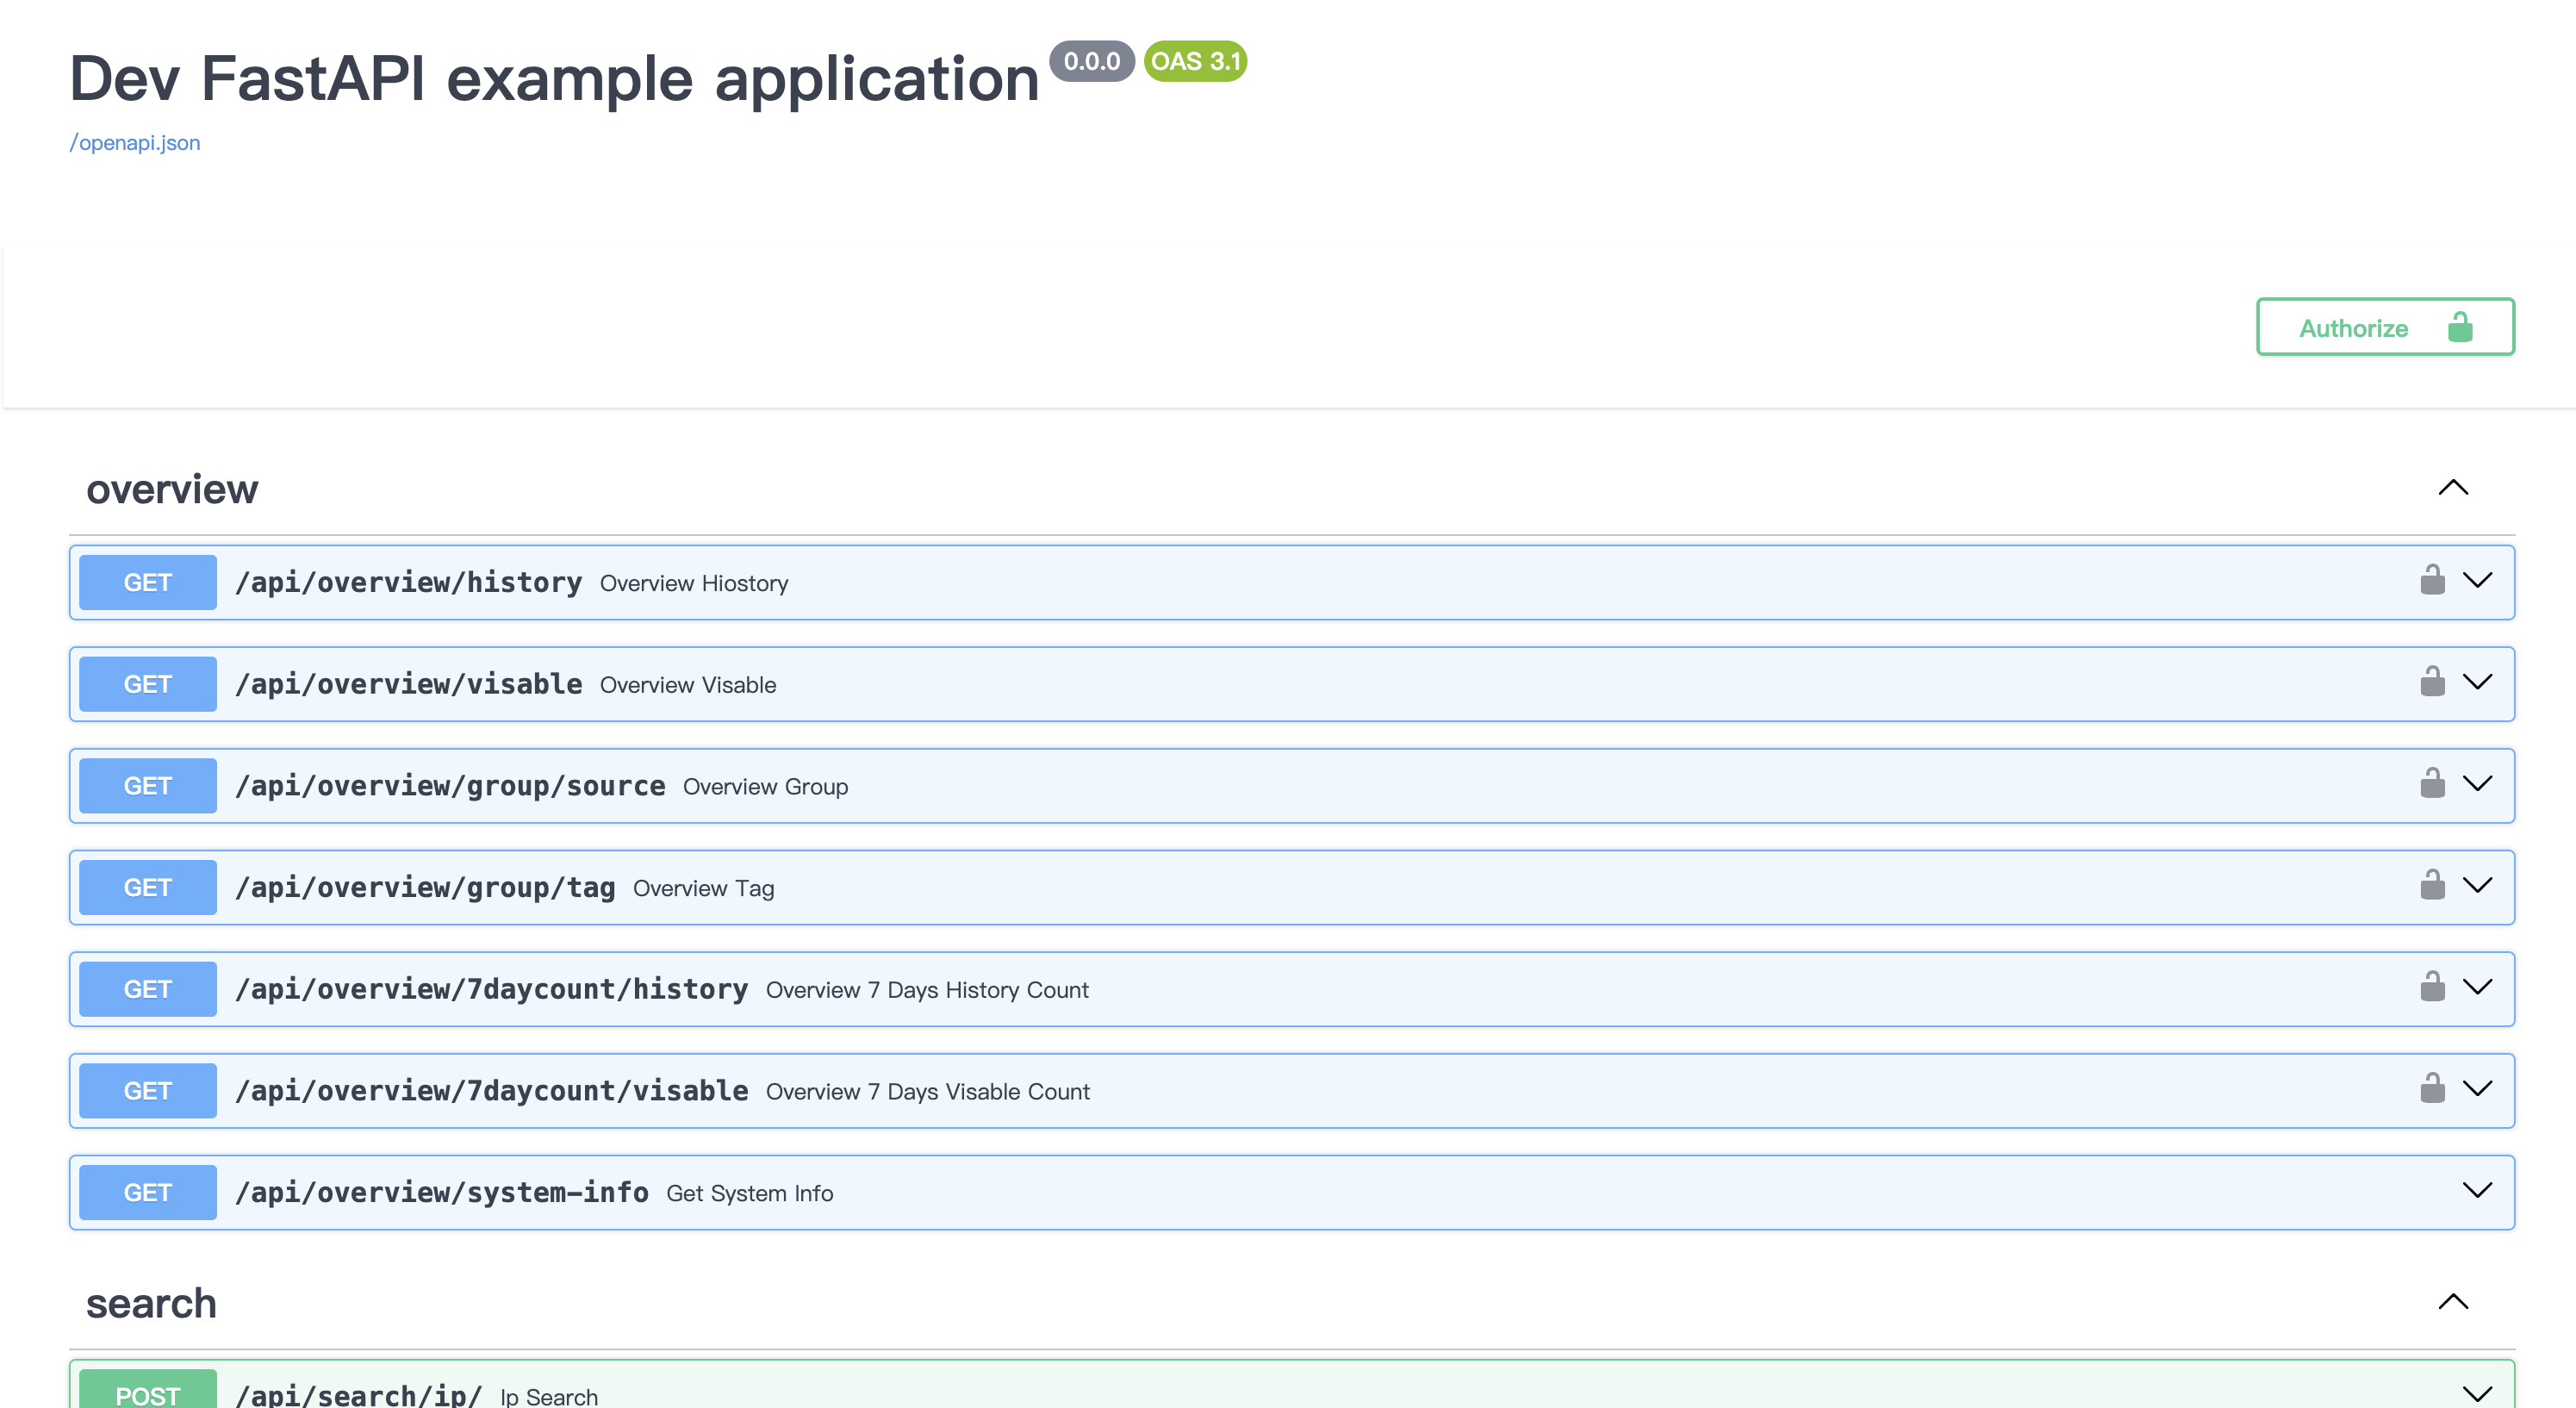 Dev FastAPI example application 0.0.0 OAS 3.1
/openapi.json
Authorize
overview
GET /api/overview/history Overview Hiostory
GET /api/overview/visable Overview Visable
GET /api/overview/group/source Overview Group
GET /api/overview/group/tag Overview Tag
GET /api/overview/7daycount/history Overview 7 Days History Count
GET /api/overview/7daycount/visable Overview 7 Days Visable Count
GET /api/overview/system-info Get System Info
search
POST /api/search/ip/ Ip Search